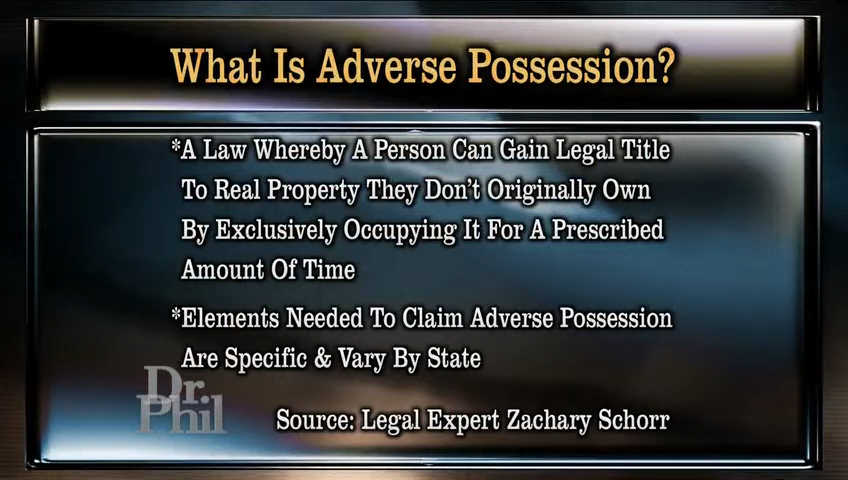 What Is Adverse Possession?
*A Law Whereby A Person Can Gain Legal Title
To Real Property They Don't Originally Own
By Exclusively Occupying It For A Prescribed
Amount Of Time
*Elements Needed To Claim Adverse Possession
Are Specific & Vary By State
Dr.
Phil
Source: Legal Expert Zachary Schorr